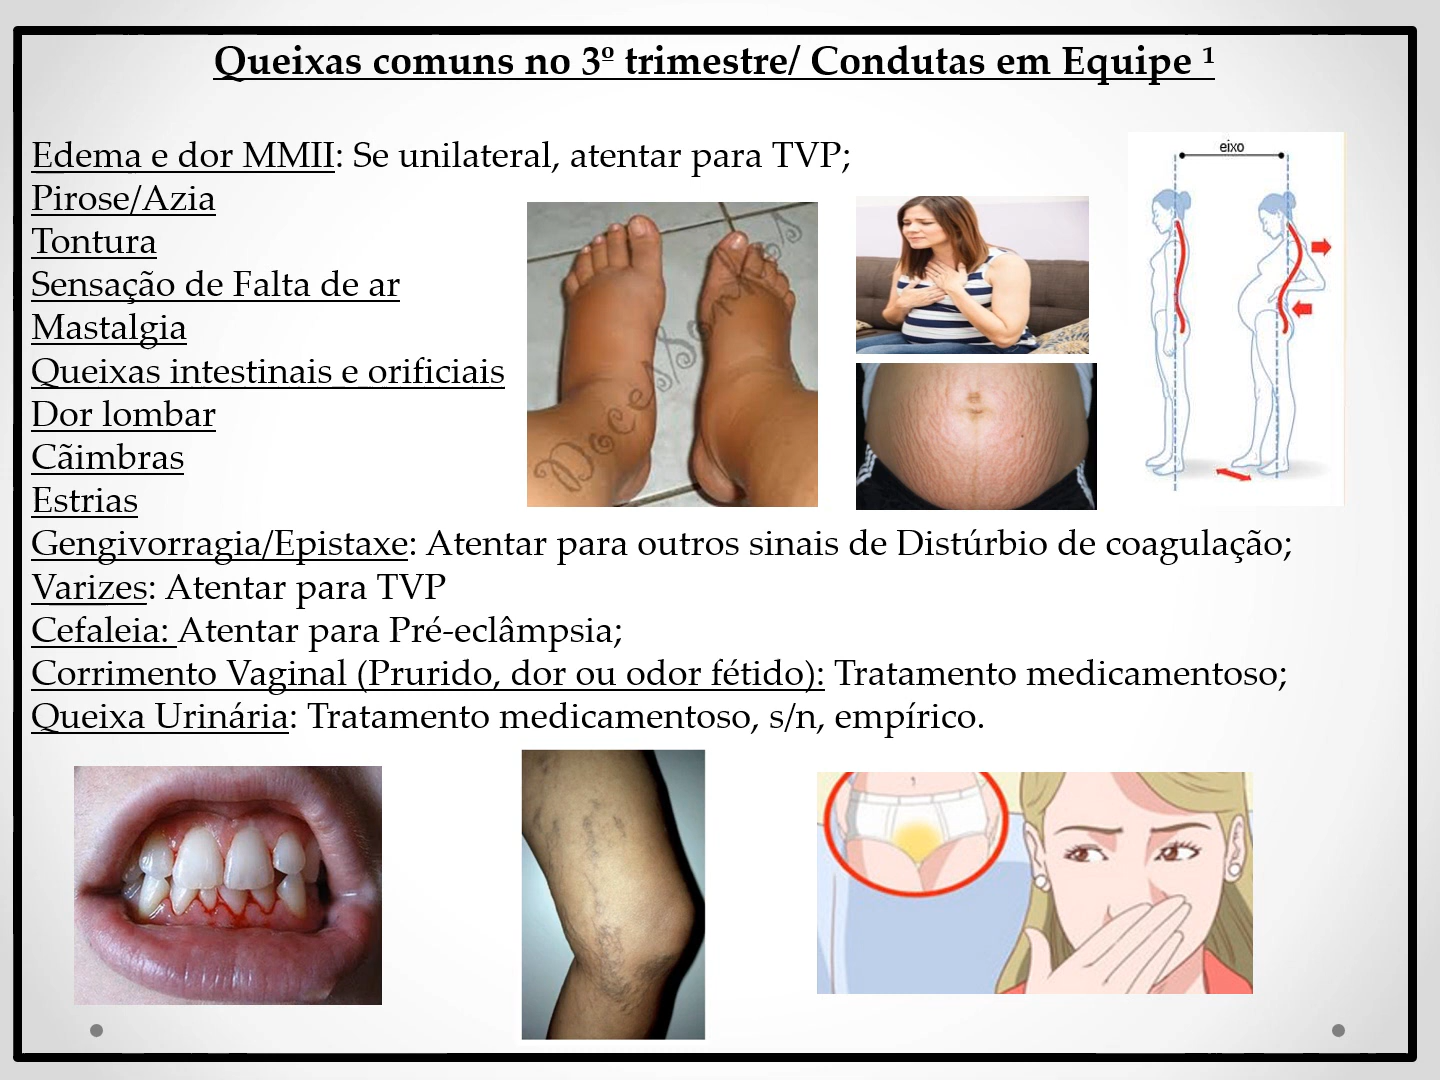 Queixas comuns no 3º trimestre/ Condutas em Equipe ¹
Edema e dor MMII: Se unilateral, atentar para TVP;
Pirose/Azia
Tontura
Sensação de Falta de ar
Mastalgia
Queixas intestinais e orificiais
Dor lombar
Cãimbras
Estrias
Gengivorragia/Epistaxe: Atentar para outros sinais de Distúrbio de coagulação;
Varizes: Atentar para TVP
Cefaleia: Atentar para Pré-eclâmpsia;
Corrimento Vaginal (Prurido, dor ou odor fétido): Tratamento medicamentoso;
Queixa Urinária: Tratamento medicamentoso, s/n, empírico.
eixo